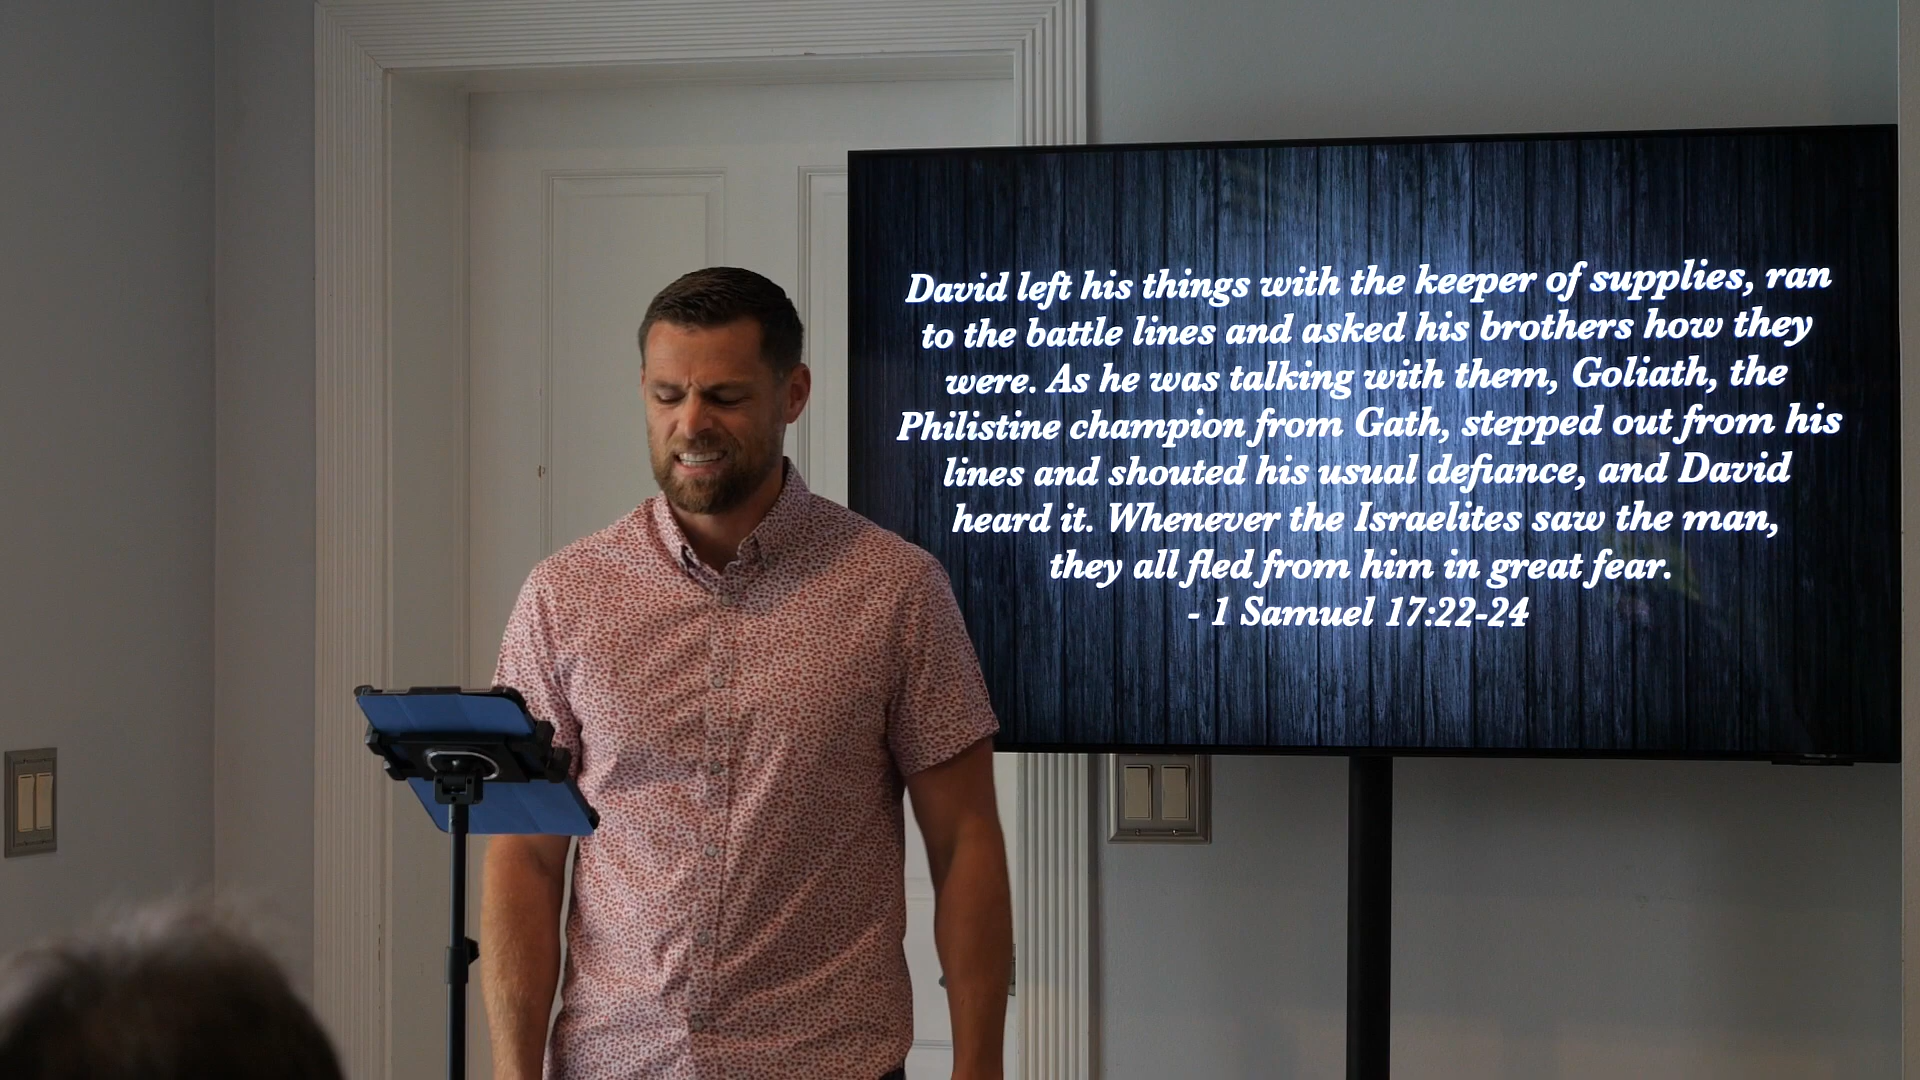 David left his things with the keeper of supplies, ran
to the battle lines and asked his brothers how they
were. As he was talking with them, Goliath, the
Philistine champion from Gath, stepped out from his
lines and shouted his usual defiance, and David
heard it. Whenever the Israelites saw the man,
they all fled from him in great fear.
- 1 Samuel 17:22-24